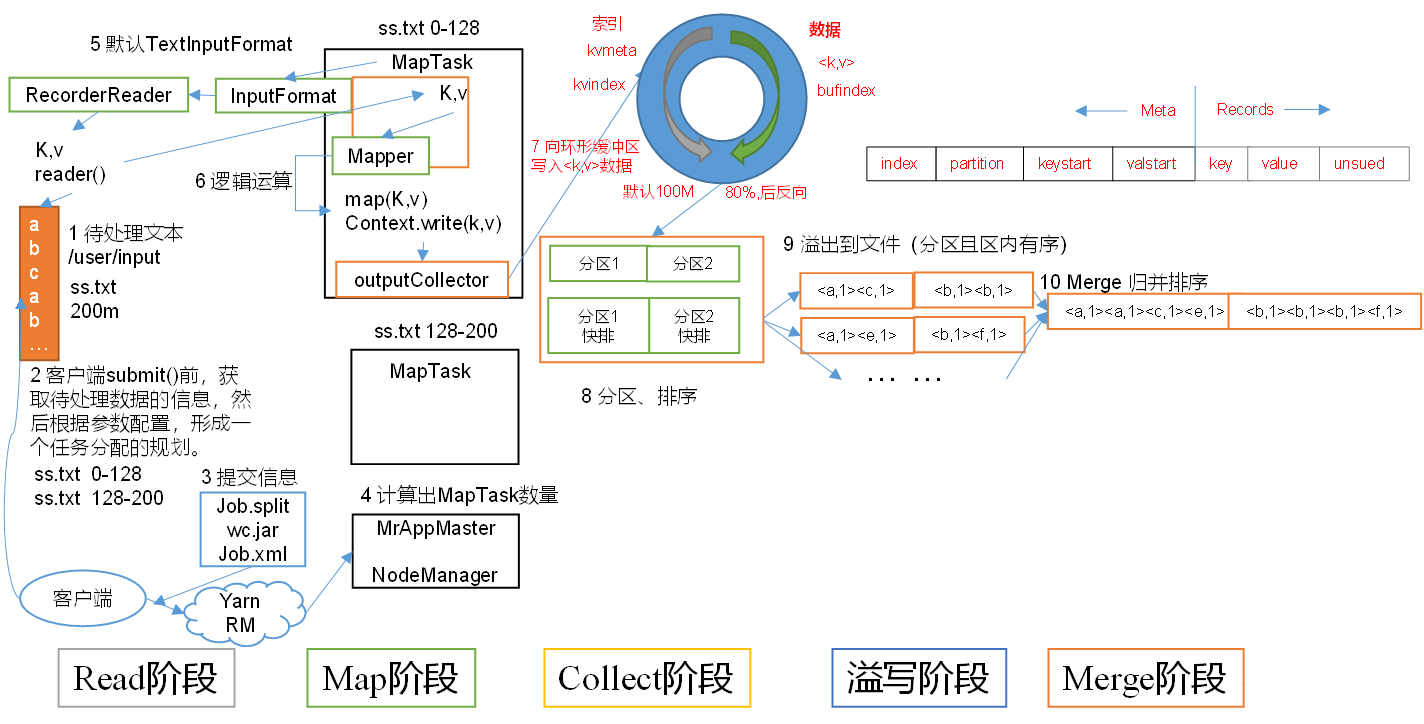 ss.txt 0-128
5 默认TextInputFormat
MapTask
RecorderReader
InputFormat
K,v
K,v
reader()
Mapper
6 逻辑运算
map(K,v)
Context.write(k,v)
outputCollector
a
b
c
a
b
…
1 待处理文本
/user/input
ss.txt
200m
2 客户端submit()前，获
取待处理数据的信息，然
后根据参数配置，形成一
个任务分配的规划。
ss.txt 0-128
ss.txt 128-200
3 提交信息
Job.split
wc.jar
Job.xml
客户端
Yarn
RM
ss.txt 128-200
MapTask
4 计算出MapTask数量
MrAppMaster
NodeManager
索引
kvmeta
kvindex
数据
<k,v>
bufindex
7 向环形缓冲区
写入<k,v>数据
默认100M
80%,后反向
Meta
Records
index
partition
keystart
valstart
key
value
unsued
分区1
分区2
分区1
快排
分区2
快排
8 分区、排序
9 溢出到文件（分区且区内有序）
<a,1><c,1>
<b,1><b,1>
<a,1><e,1>
<b,1><f,1>
… …
10 Merge 归并排序
<a,1><a,1><c,1><e,1>
<b,1><b,1><b,1><f,1>
Read阶段
Map阶段
Collect阶段
溢写阶段
Merge阶段